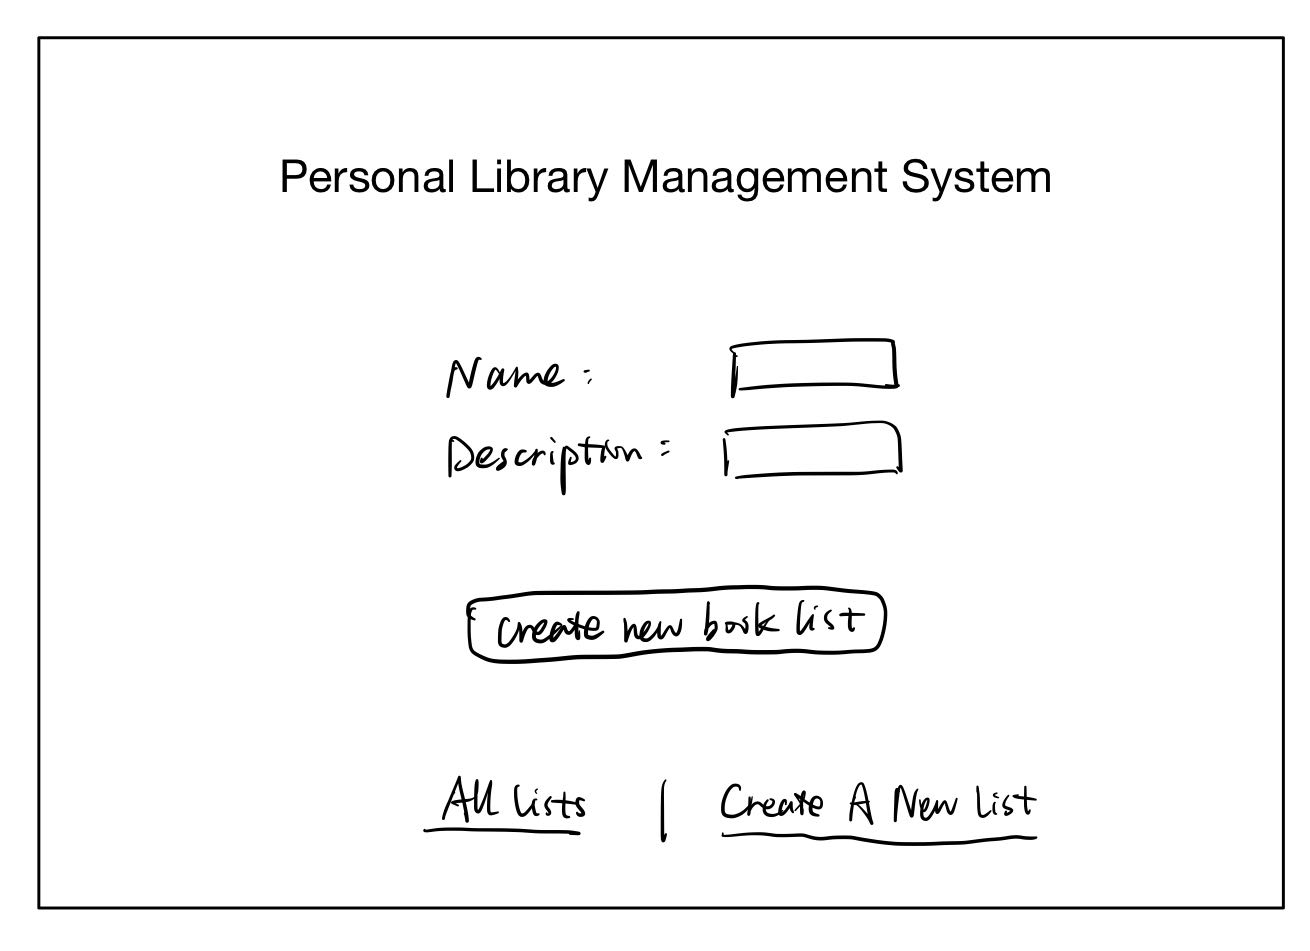 Personal Library Management System
Name :
Description :
create new book list
All Lists | Create A New List